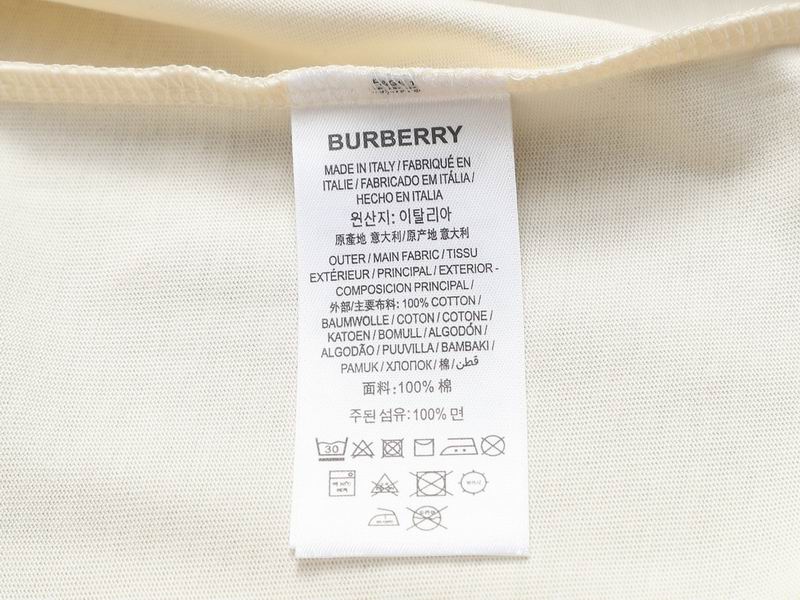 BURBERRY
MADE IN ITALY / FABRIQUÉ EN
ITALIE / FABRICADO EM ITÁLIA /
HECHO EN ITALIA
원산지: 이탈리아
原產地 意大利/原产地 意大利
OUTER / MAIN FABRIC / TISSU
EXTÉRIEUR / PRINCIPAL / EXTERIOR -
COMPOSICION PRINCIPAL /
外部/主要布料: 100% COTTON /
BAUMWOLLE / COTON / COTONE /
KATOEN / BOMULL / ALGODÓN /
ALGODÃO / PUUVILLA / BAMBAKI /
PAMUK / ХЛОПОК / 棉 / قطن
面料:100% 棉
주된 섬유:100% 면
30